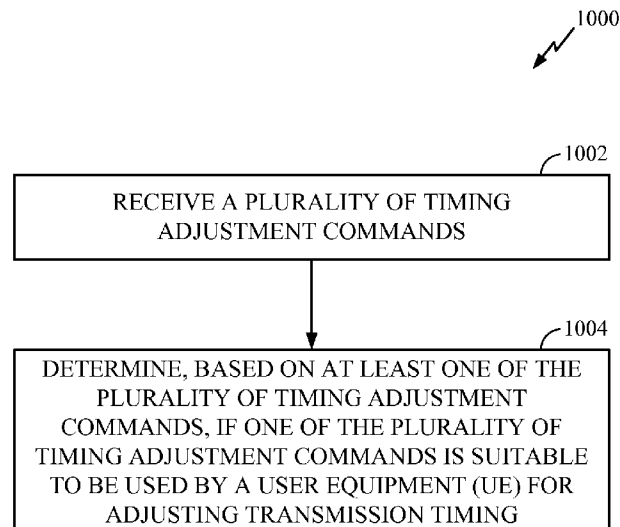 1000
1002
RECEIVE A PLURALITY OF TIMING
ADJUSTMENT COMMANDS
1004
DETERMINE, BASED ON AT LEAST ONE OF THE
PLURALITY OF TIMING ADJUSTMENT
COMMANDS, IF ONE OF THE PLURALITY OF
TIMING ADJUSTMENT COMMANDS IS SUITABLE
TO BE USED BY A USER EQUIPMENT (UE) FOR
ADJUSTING TRANSMISSION TIMING